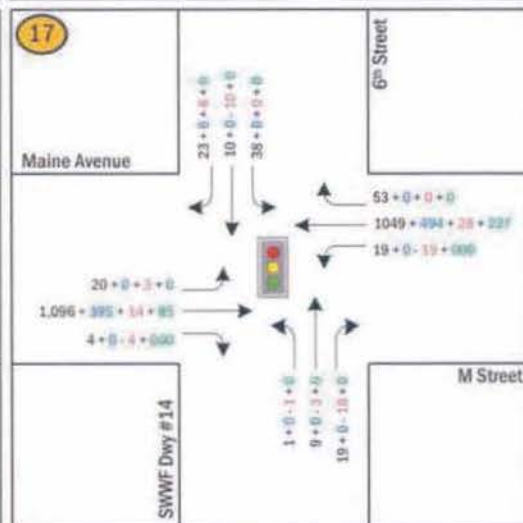 17
6th Street
23 + 0 + 6 + 0
10 + 0 - 10 + 0
38 + 0 + 0 + 0
Maine Avenue
53 + 0 + 0 + 0
1049 + 494 + 28 + 237
19 + 0 - 19 + 000
20 + 0 + 3 + 0
1,096 + 395 + 14 + 85
4 + 0 - 4 + 000
M Street
SWWF Dwy #14
1 + 0 - 1 + 0
9 + 0 - 3 + 0
19 + 0 - 18 + 0